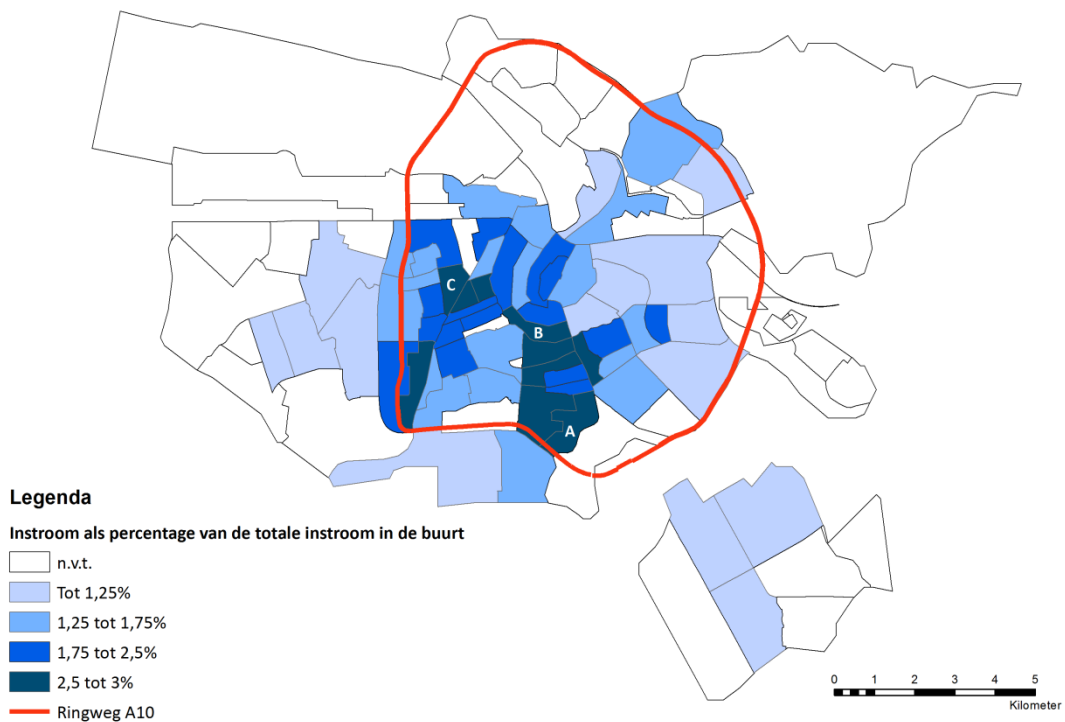 C
B
A
Legenda
Instroom als percentage van de totale instroom in de buurt
n.v.t.
Tot 1,25%
1,25 tot 1,75%
1,75 tot 2,5%
2,5 tot 3%
Ringweg A10
0 1 2 3 4 5
Kilometer